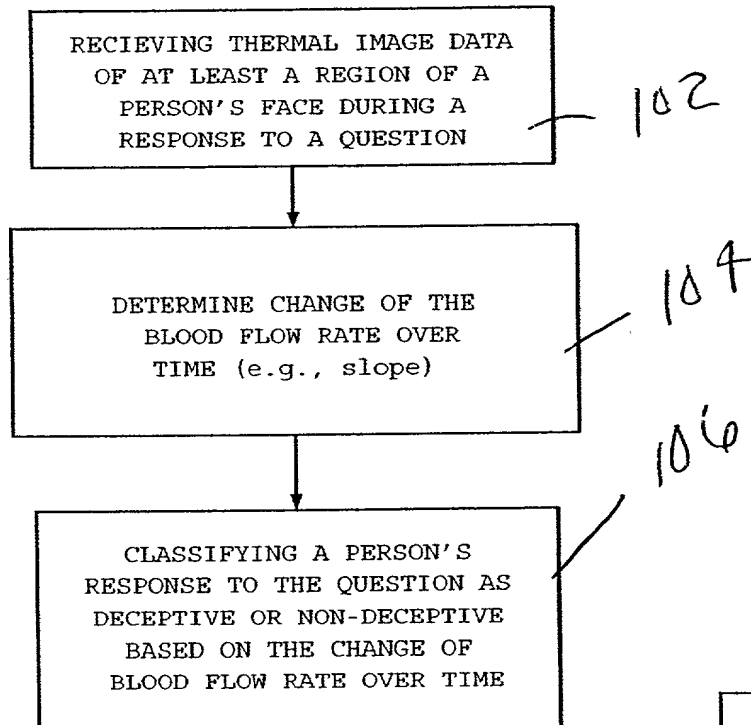 RECIEVING THERMAL IMAGE DATA
OF AT LEAST A REGION OF A
PERSON'S FACE DURING A
RESPONSE TO A QUESTION
102
DETERMINE CHANGE OF THE
BLOOD FLOW RATE OVER
TIME (e.g., slope)
104
CLASSIFYING A PERSON'S
RESPONSE TO THE QUESTION AS
DECEPTIVE OR NON-DECEPTIVE
BASED ON THE CHANGE OF
BLOOD FLOW RATE OVER TIME
106